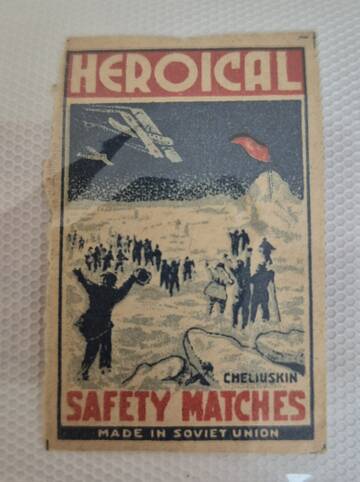 HEROICAL
CHELIUSKIN
SAFETY MATCHES
MADE IN SOVIET UNION